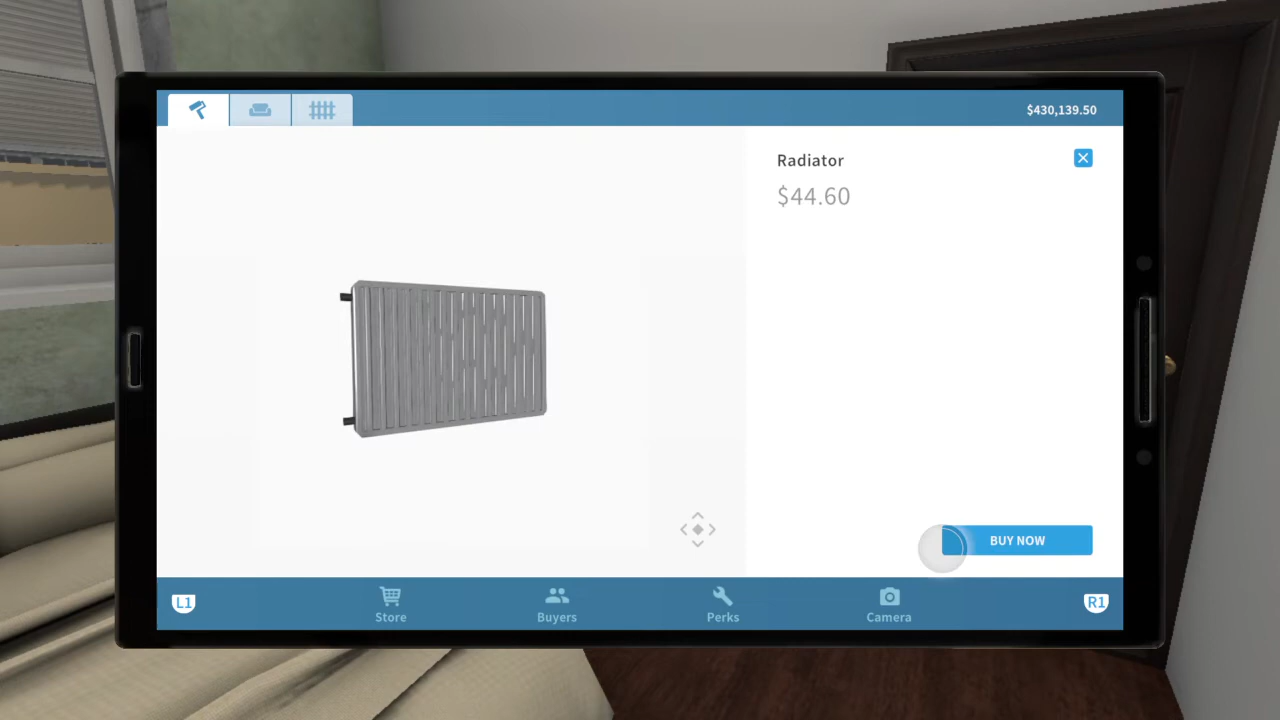 $430,139.50
Radiator
$44.60
BUY NOW
L1
Store
Buyers
Perks
Camera
R1